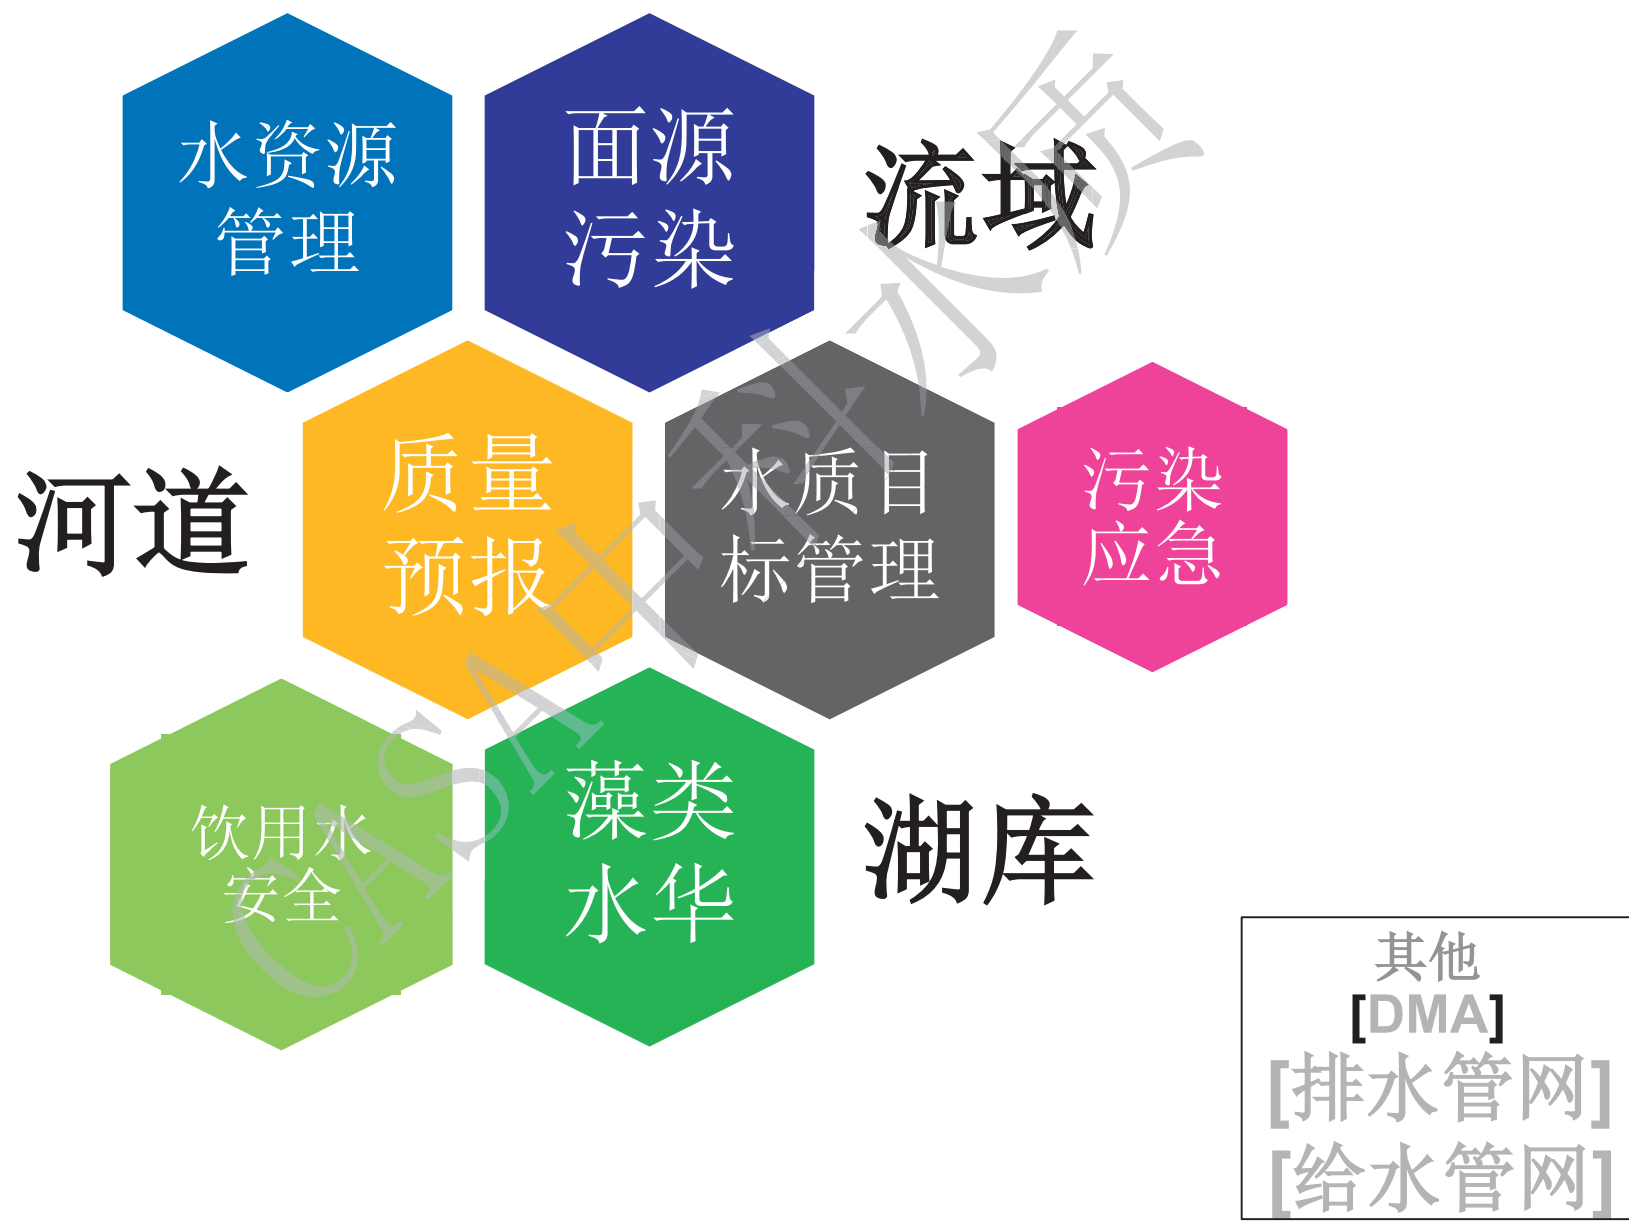 水资源
管理
面源
污染
流域
河道
质量
预报
水质目
标管理
污染
应急
饮用水
安全
藻类
水华
湖库
其他
[DMA]
[排水管网]
[给水管网]
CASA中科水质